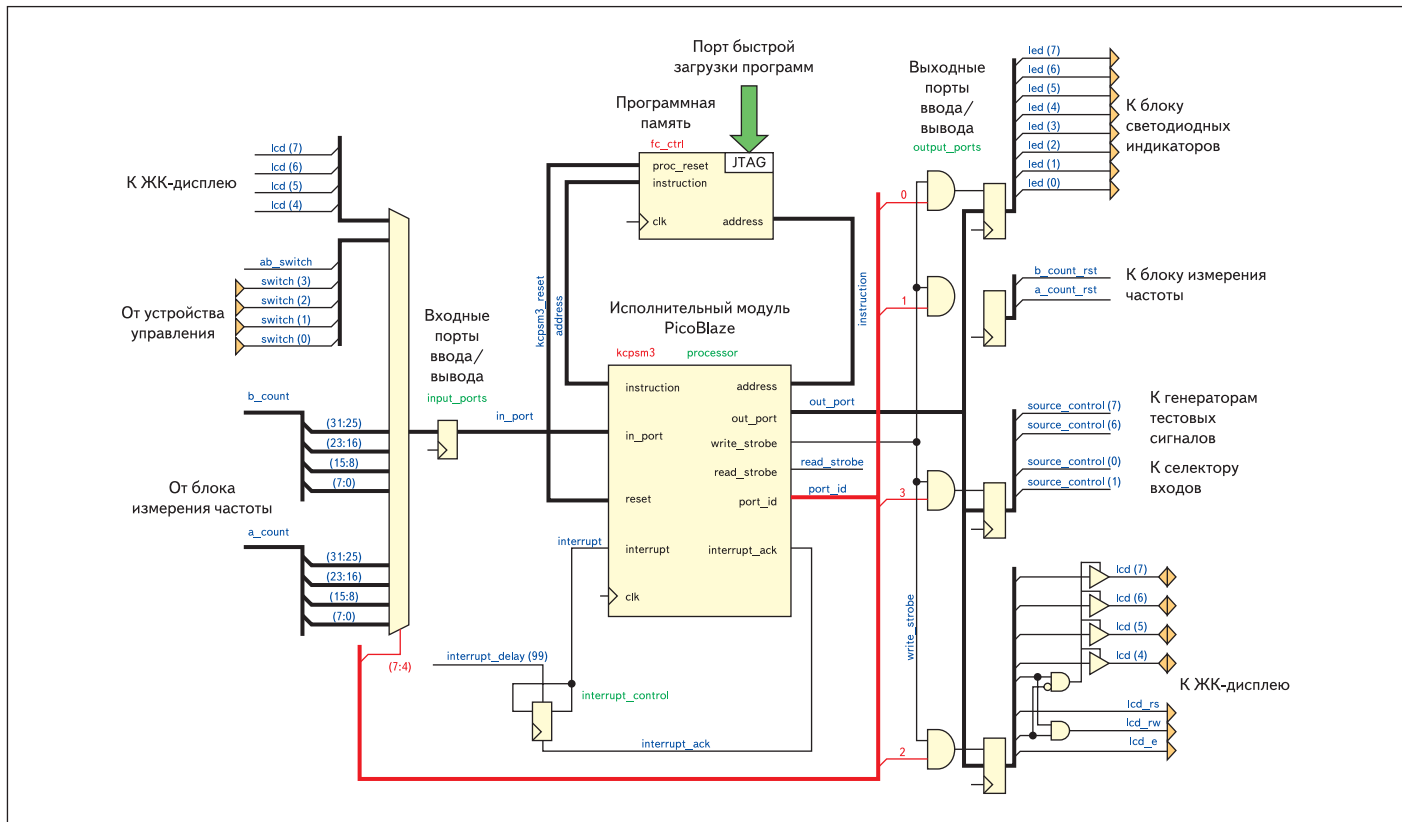 Порт быстрой
загрузки программ
Программная
память
fc_ctrl
JTAG
proc_reset
instruction
clk
address
Выходные
порты
ввода/
вывода
output_ports
led (7)
led (6)
led (5)
led (4)
led (3)
led (2)
led (1)
led (0)
К блоку
светодиодных
индикаторов
lcd (7)
lcd (6)
lcd (5)
lcd (4)
К ЖК-дисплею
ab_switch
switch (3)
switch (2)
switch (1)
switch (0)
От устройства
управления
b_count
(31:25)
(23:16)
(15:8)
(7:0)
От блока
измерения частоты
a_count
(31:25)
(23:16)
(15:8)
(7:0)
(7:4)
Входные
порты
ввода/
вывода
input_ports
in_port
kcpsm3_reset
address
instruction
Исполнительный модуль
PicoBlaze
kcpsm3
processor
instruction
in_port
reset
interrupt
clk
address
out_port
write_strobe
read_strobe
port_id
interrupt_ack
out_port
read_strobe
port_id
interrupt
interrupt_delay (99)
interrupt_control
interrupt_ack
write_strobe
0
1
3
2
b_count_rst
a_count_rst
К блоку измерения
частоты
source_control (7)
source_control (6)
source_control (0)
source_control (1)
К генераторам
тестовых
сигналов
К селектору
входов
lcd (7)
lcd (6)
lcd (5)
lcd (4)
К ЖК-дисплею
lcd_rs
lcd_rw
lcd_e